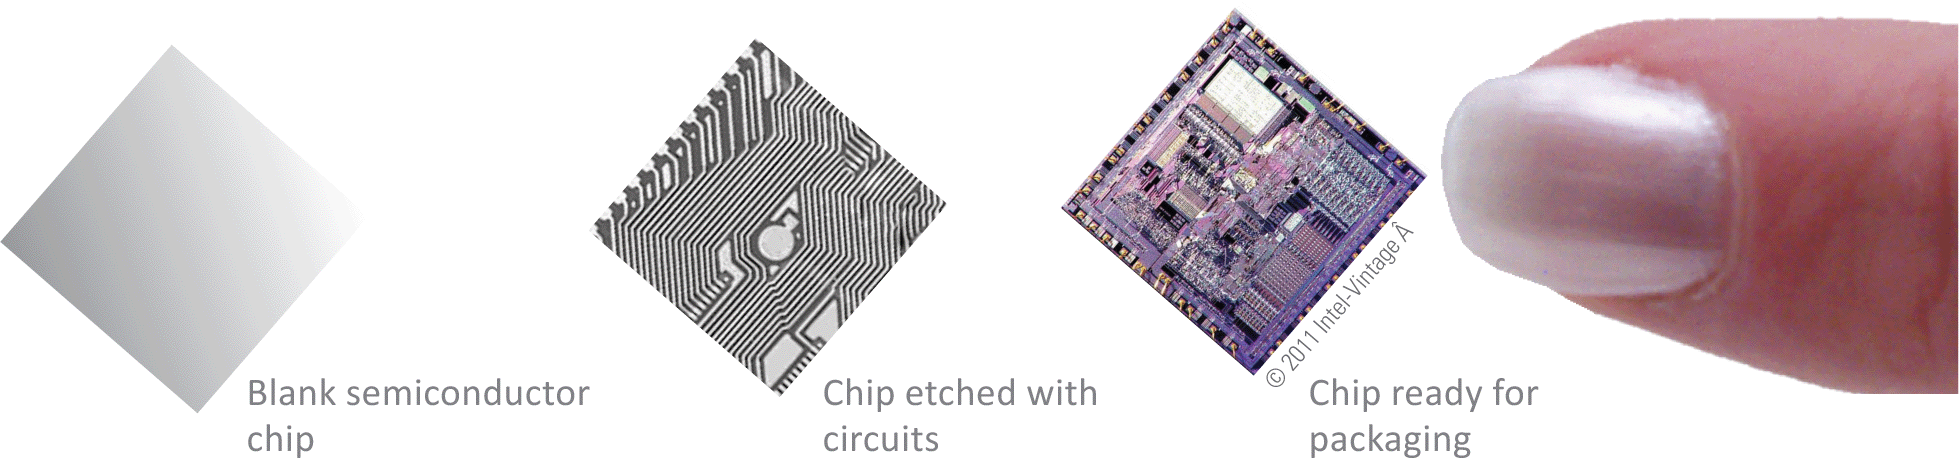 Blank semiconductor
chip
Chip etched with
circuits
© 2011 Intel-Vintage Â
Chip ready for
packaging